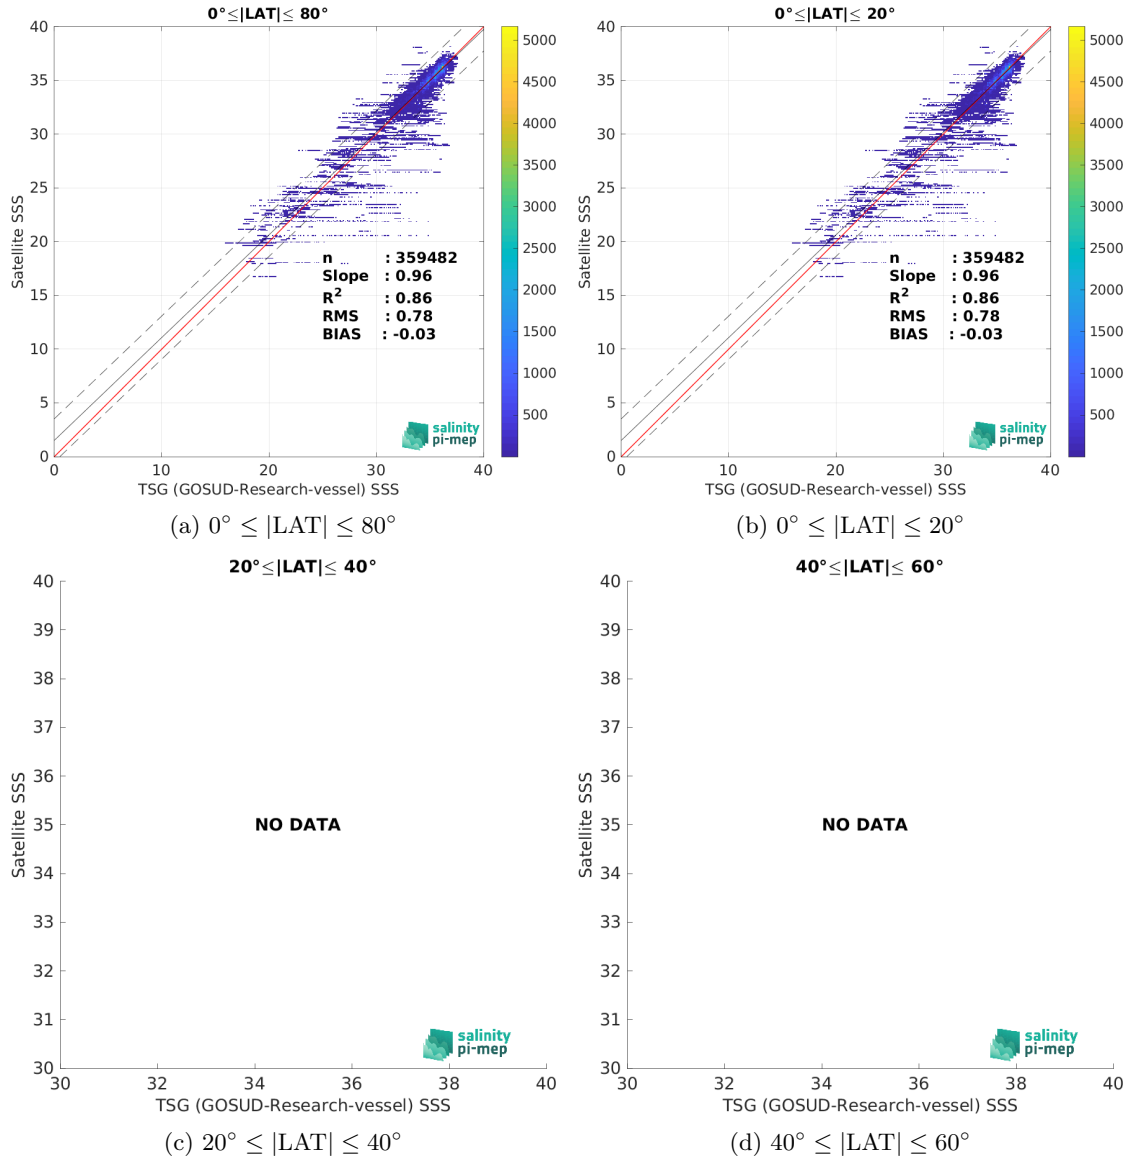 0°≤|LAT|≤ 80°
Satellite SSS
40
35
30
25
20
15
10
5
0
0
10
20
30
40
TSG (GOSUD-Research-vessel) SSS
5000
4500
4000
3500
3000
2500
2000
1500
1000
500
n : 359482
Slope : 0.96
R² : 0.86
RMS : 0.78
BIAS : -0.03
salinity
pi-mep
(a) 0° ≤ |LAT| ≤ 80°
0°≤|LAT|≤ 20°
Satellite SSS
40
35
30
25
20
15
10
5
0
0
10
20
30
40
TSG (GOSUD-Research-vessel) SSS
5000
4500
4000
3500
3000
2500
2000
1500
1000
500
n : 359482
Slope : 0.96
R² : 0.86
RMS : 0.78
BIAS : -0.03
salinity
pi-mep
(b) 0° ≤ |LAT| ≤ 20°
20°≤|LAT|≤ 40°
Satellite SSS
40
39
38
37
36
35
34
33
32
31
30
30
32
34
36
38
40
NO DATA
TSG (GOSUD-Research-vessel) SSS
salinity
pi-mep
(c) 20° ≤ |LAT| ≤ 40°
40°≤|LAT|≤ 60°
Satellite SSS
40
39
38
37
36
35
34
33
32
31
30
30
32
34
36
38
40
NO DATA
TSG (GOSUD-Research-vessel) SSS
salinity
pi-mep
(d) 40° ≤ |LAT| ≤ 60°